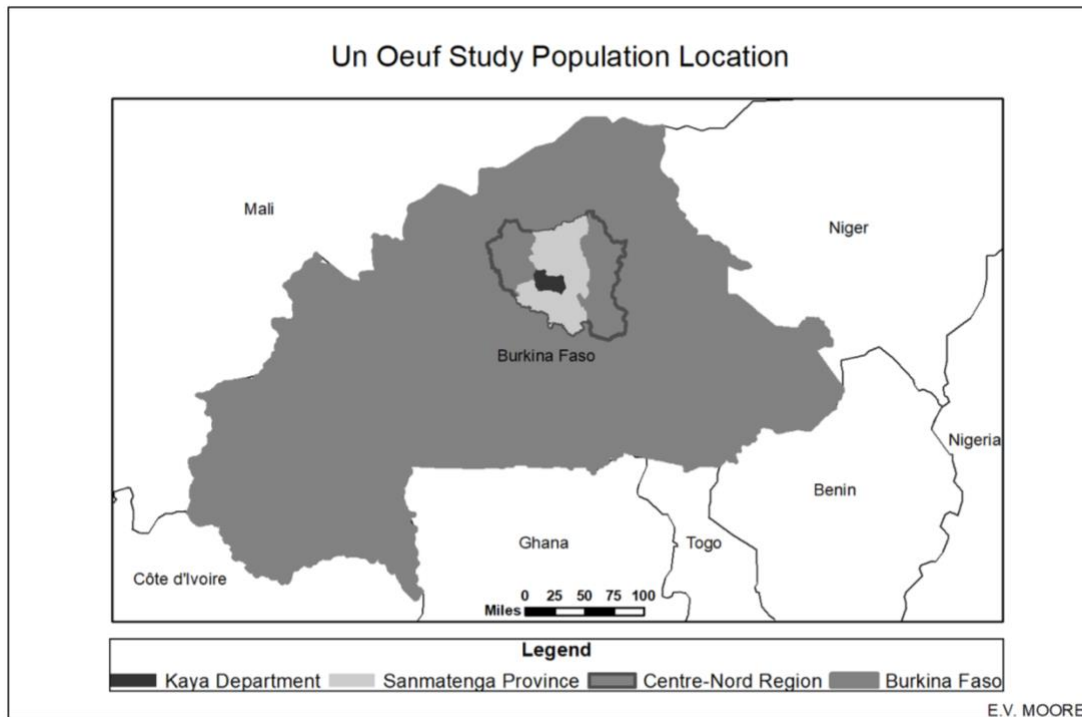 Un Oeuf Study Population Location
Mali
Niger
Burkina Faso
Nigeria
Benin
Ghana
Togo
Côte d'Ivoire
0 25 50 75 100
Miles
Legend
Kaya Department Sanmatenga Province Centre-Nord Region Burkina Faso
E.V. MOORE